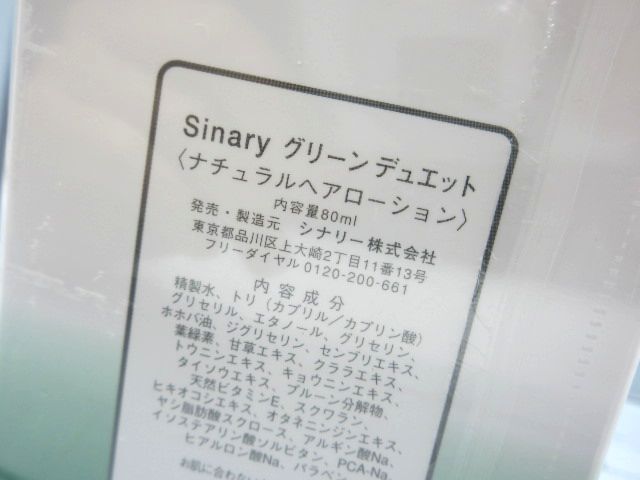 Sinary グリーンデュエット
〈ナチュラルヘアローション〉
内容量80ml
発売・製造元 シナリー株式会社
東京都品川区上大崎2丁目11番13号
フリーダイヤル 0120-200-661
内容成分
精製水、トリ（カプリル/カプリン酸）
グリセリル、エタノール、グリセリン、
ホホバ油、ジグリセリン、センブリエキス、
葉緑素、甘草エキス、クララエキス、
トウニンエキス、キョウニンエキス、
タイソウエキス、プルーン分解物、
天然ビタミンE、スクワラン、
ヒキオコシエキス、オタネニンジンエキス、
ヤシ脂肪酸スクロース、アルギン酸Na、
イソステアリン酸ソルビタン、PCA-Na、
ヒアルロン酸Na、パラベン
お肌に合わない